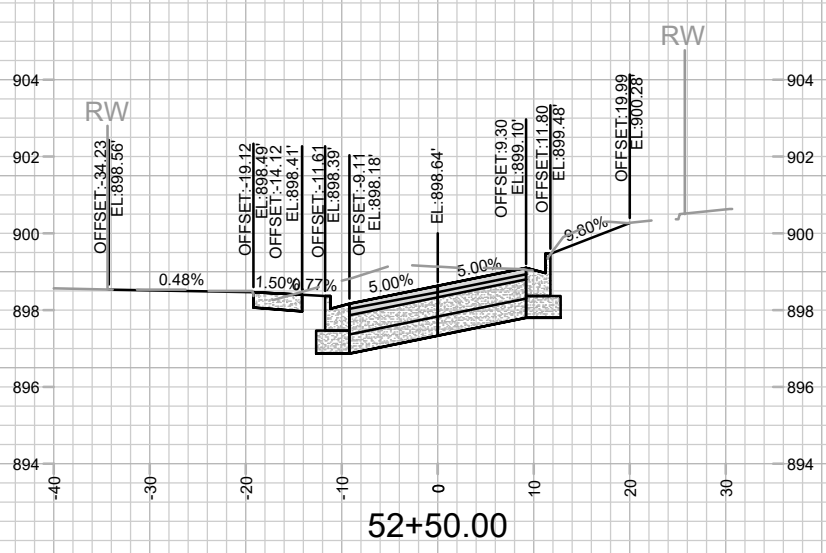 RW
RW
904
904
902
902
900
900
898
898
896
896
894
894
OFFSET:-34.23
EL:898.56'
OFFSET:-19.12
EL:898.49'
OFFSET:-14.12
EL:898.41'
OFFSET:-11.61
EL:898.39'
OFFSET:-9.11
EL:898.18'
EL:898.64'
OFFSET:9.30
EL:899.10'
OFFSET:11.80
EL:899.48'
OFFSET:19.99
EL:900.28'
0.48%
1.50%
0.77%
5.00%
5.00%
9.80%
-40
-30
-20
-10
0
10
20
30
52+50.00